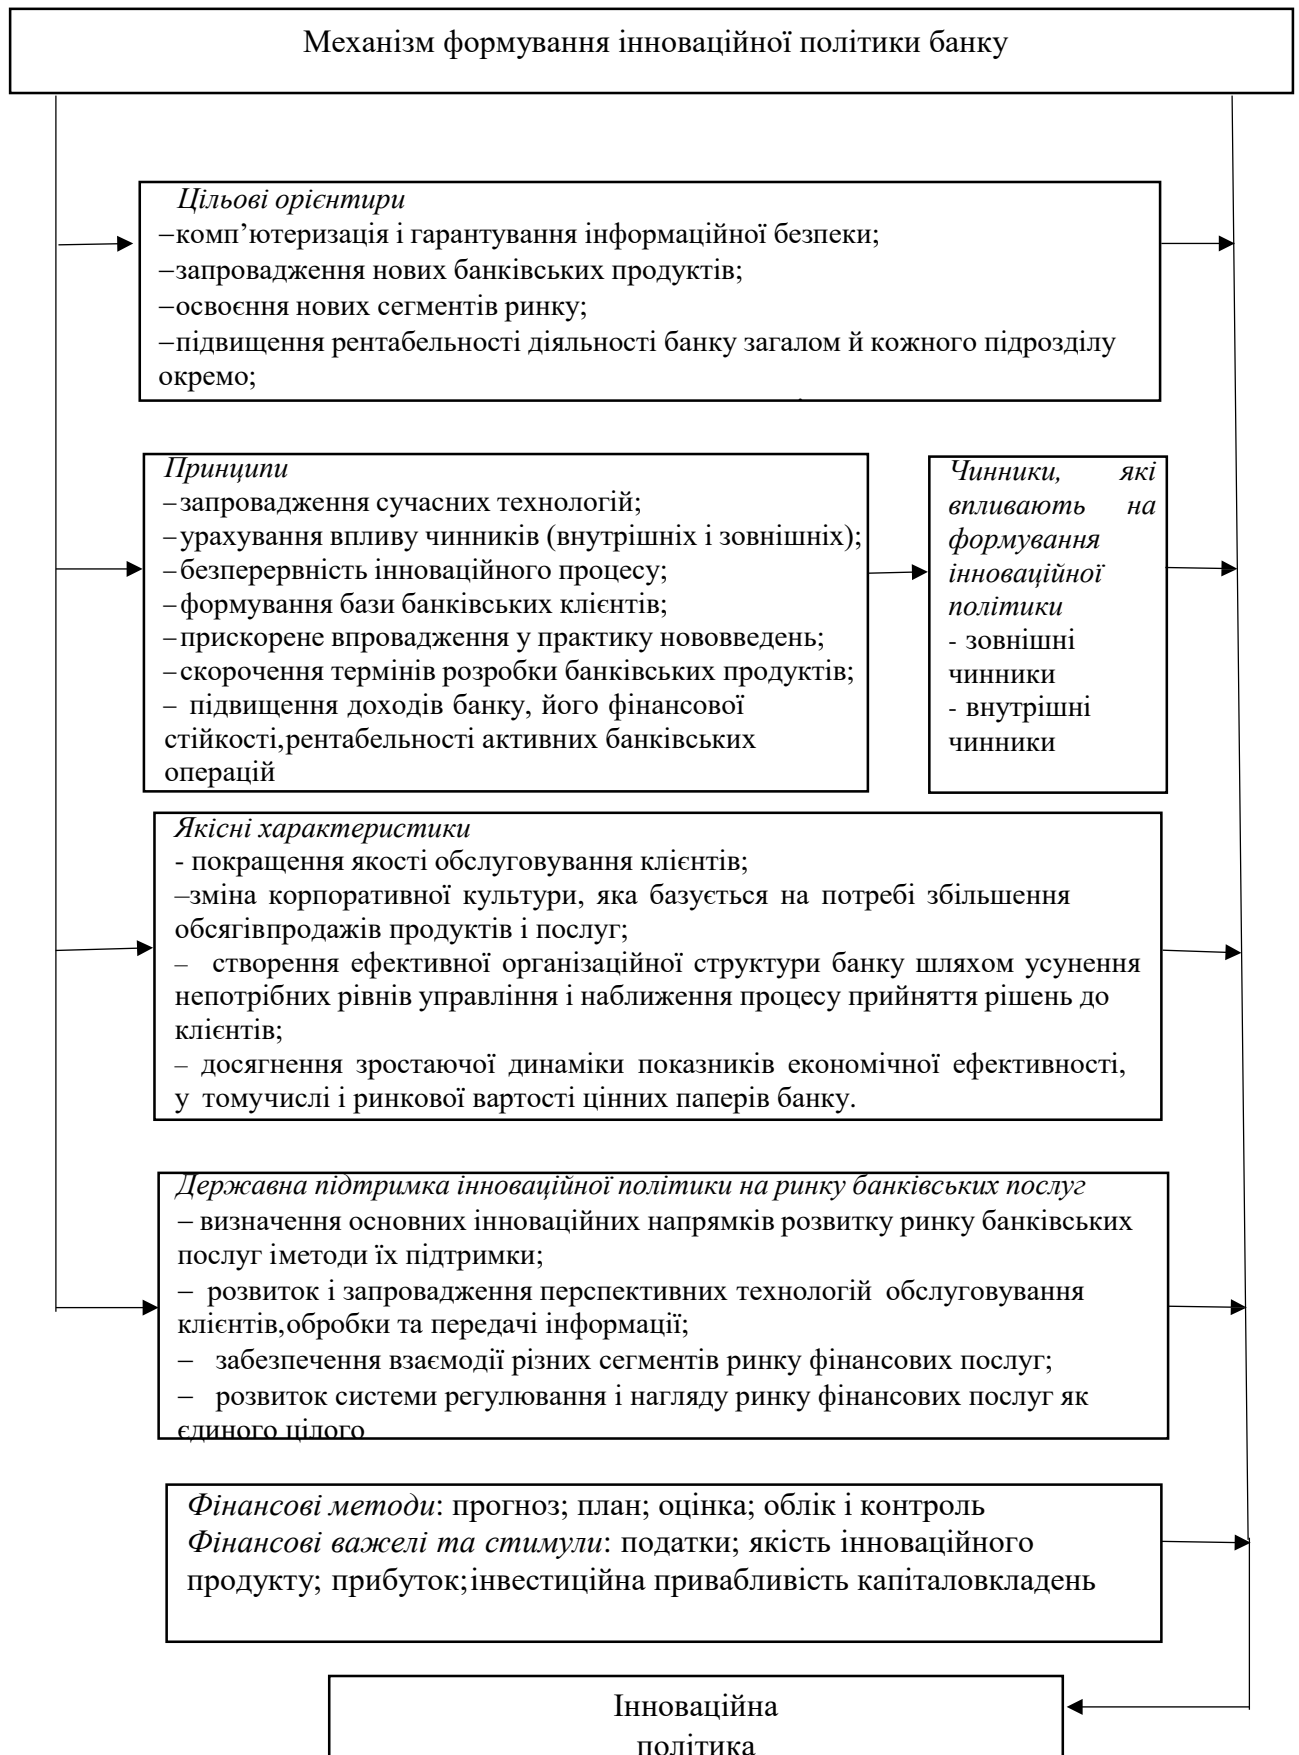 Механізм формування інноваційної політики банку
Цільові орієнтири
–комп’ютеризація і гарантування інформаційної безпеки;
–запровадження нових банківських продуктів;
–освоєння нових сегментів ринку;
–підвищення рентабельності діяльності банку загалом й кожного підрозділу
окремо;
Принципи
–запровадження сучасних технологій;
–урахування впливу чинників (внутрішніх і зовнішніх);
–безперервність інноваційного процесу;
–формування бази банківських клієнтів;
–прискорене впровадження у практику нововведень;
–скорочення термінів розробки банківських продуктів;
– підвищення доходів банку, його фінансової
стійкості,рентабельності активних банківських
операцій
Чинники, які
впливають на
формування
інноваційної
політики
- зовнішні
чинники
- внутрішні
чинники
Якісні характеристики
- покращення якості обслуговування клієнтів;
–зміна корпоративної культури, яка базується на потребі збільшення
обсягівпродажів продуктів і послуг;
– створення ефективної організаційної структури банку шляхом усунення
непотрібних рівнів управління і наближення процесу прийняття рішень до
клієнтів;
– досягнення зростаючої динаміки показників економічної ефективності,
у томучислі і ринкової вартості цінних паперів банку.
Державна підтримка інноваційної політики на ринку банківських послуг
– визначення основних інноваційних напрямків розвитку ринку банківських
послуг іметоди їх підтримки;
– розвиток і запровадження перспективних технологій обслуговування
клієнтів,обробки та передачі інформації;
– забезпечення взаємодії різних сегментів ринку фінансових послуг;
– розвиток системи регулювання і нагляду ринку фінансових послуг як
єдиного цілого
Фінансові методи: прогноз; план; оцінка; облік і контроль
Фінансові важелі та стимули: податки; якість інноваційного
продукту; прибуток;інвестиційна привабливість капіталовкладень
Інноваційна
політика